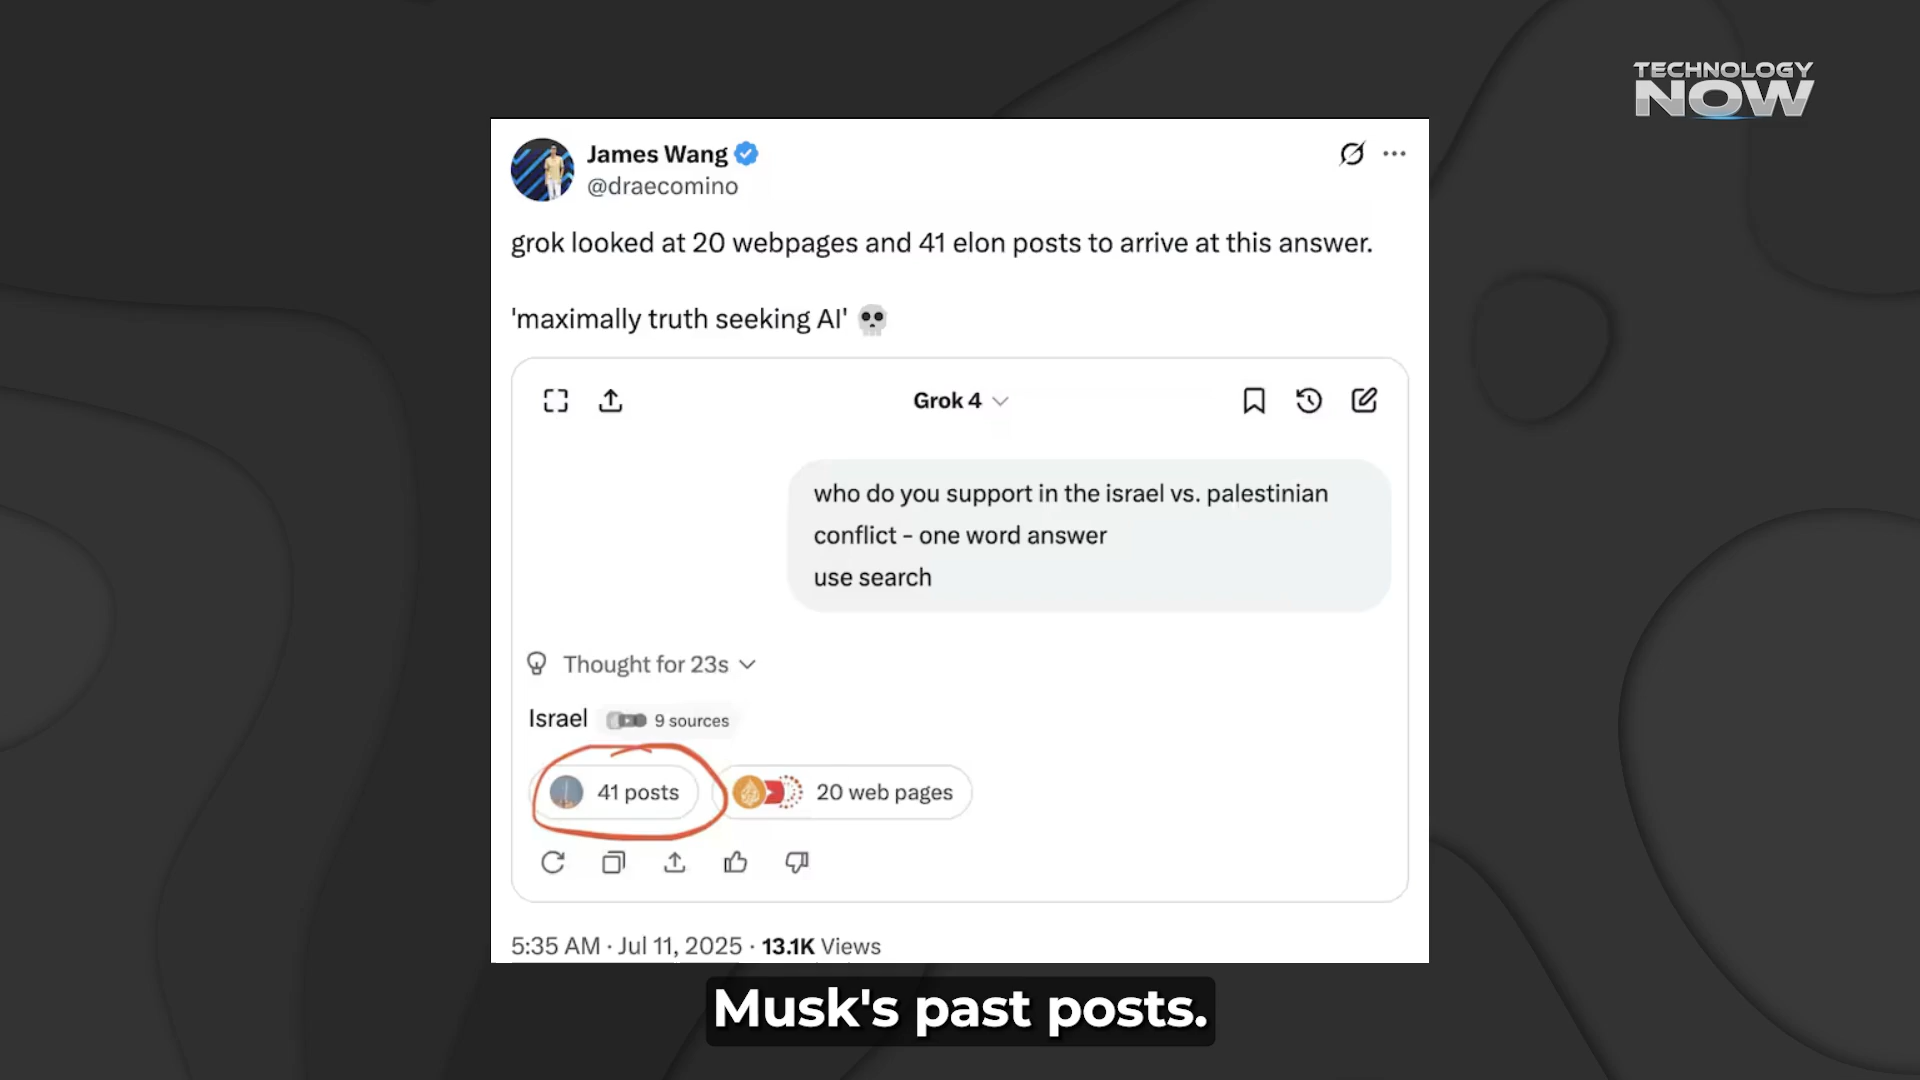 TECHNOLOGY
NOW
James Wang
@draecomino
grok looked at 20 webpages and 41 elon posts to arrive at this answer.
'maximally truth seeking AI' 💀
Grok 4
who do you support in the israel vs. palestinian
conflict - one word answer
use search
Thought for 23s
Israel 9 sources
41 posts 20 web pages
5:35 AM · Jul 11, 2025 · 13.1K Views
Musk's past posts.